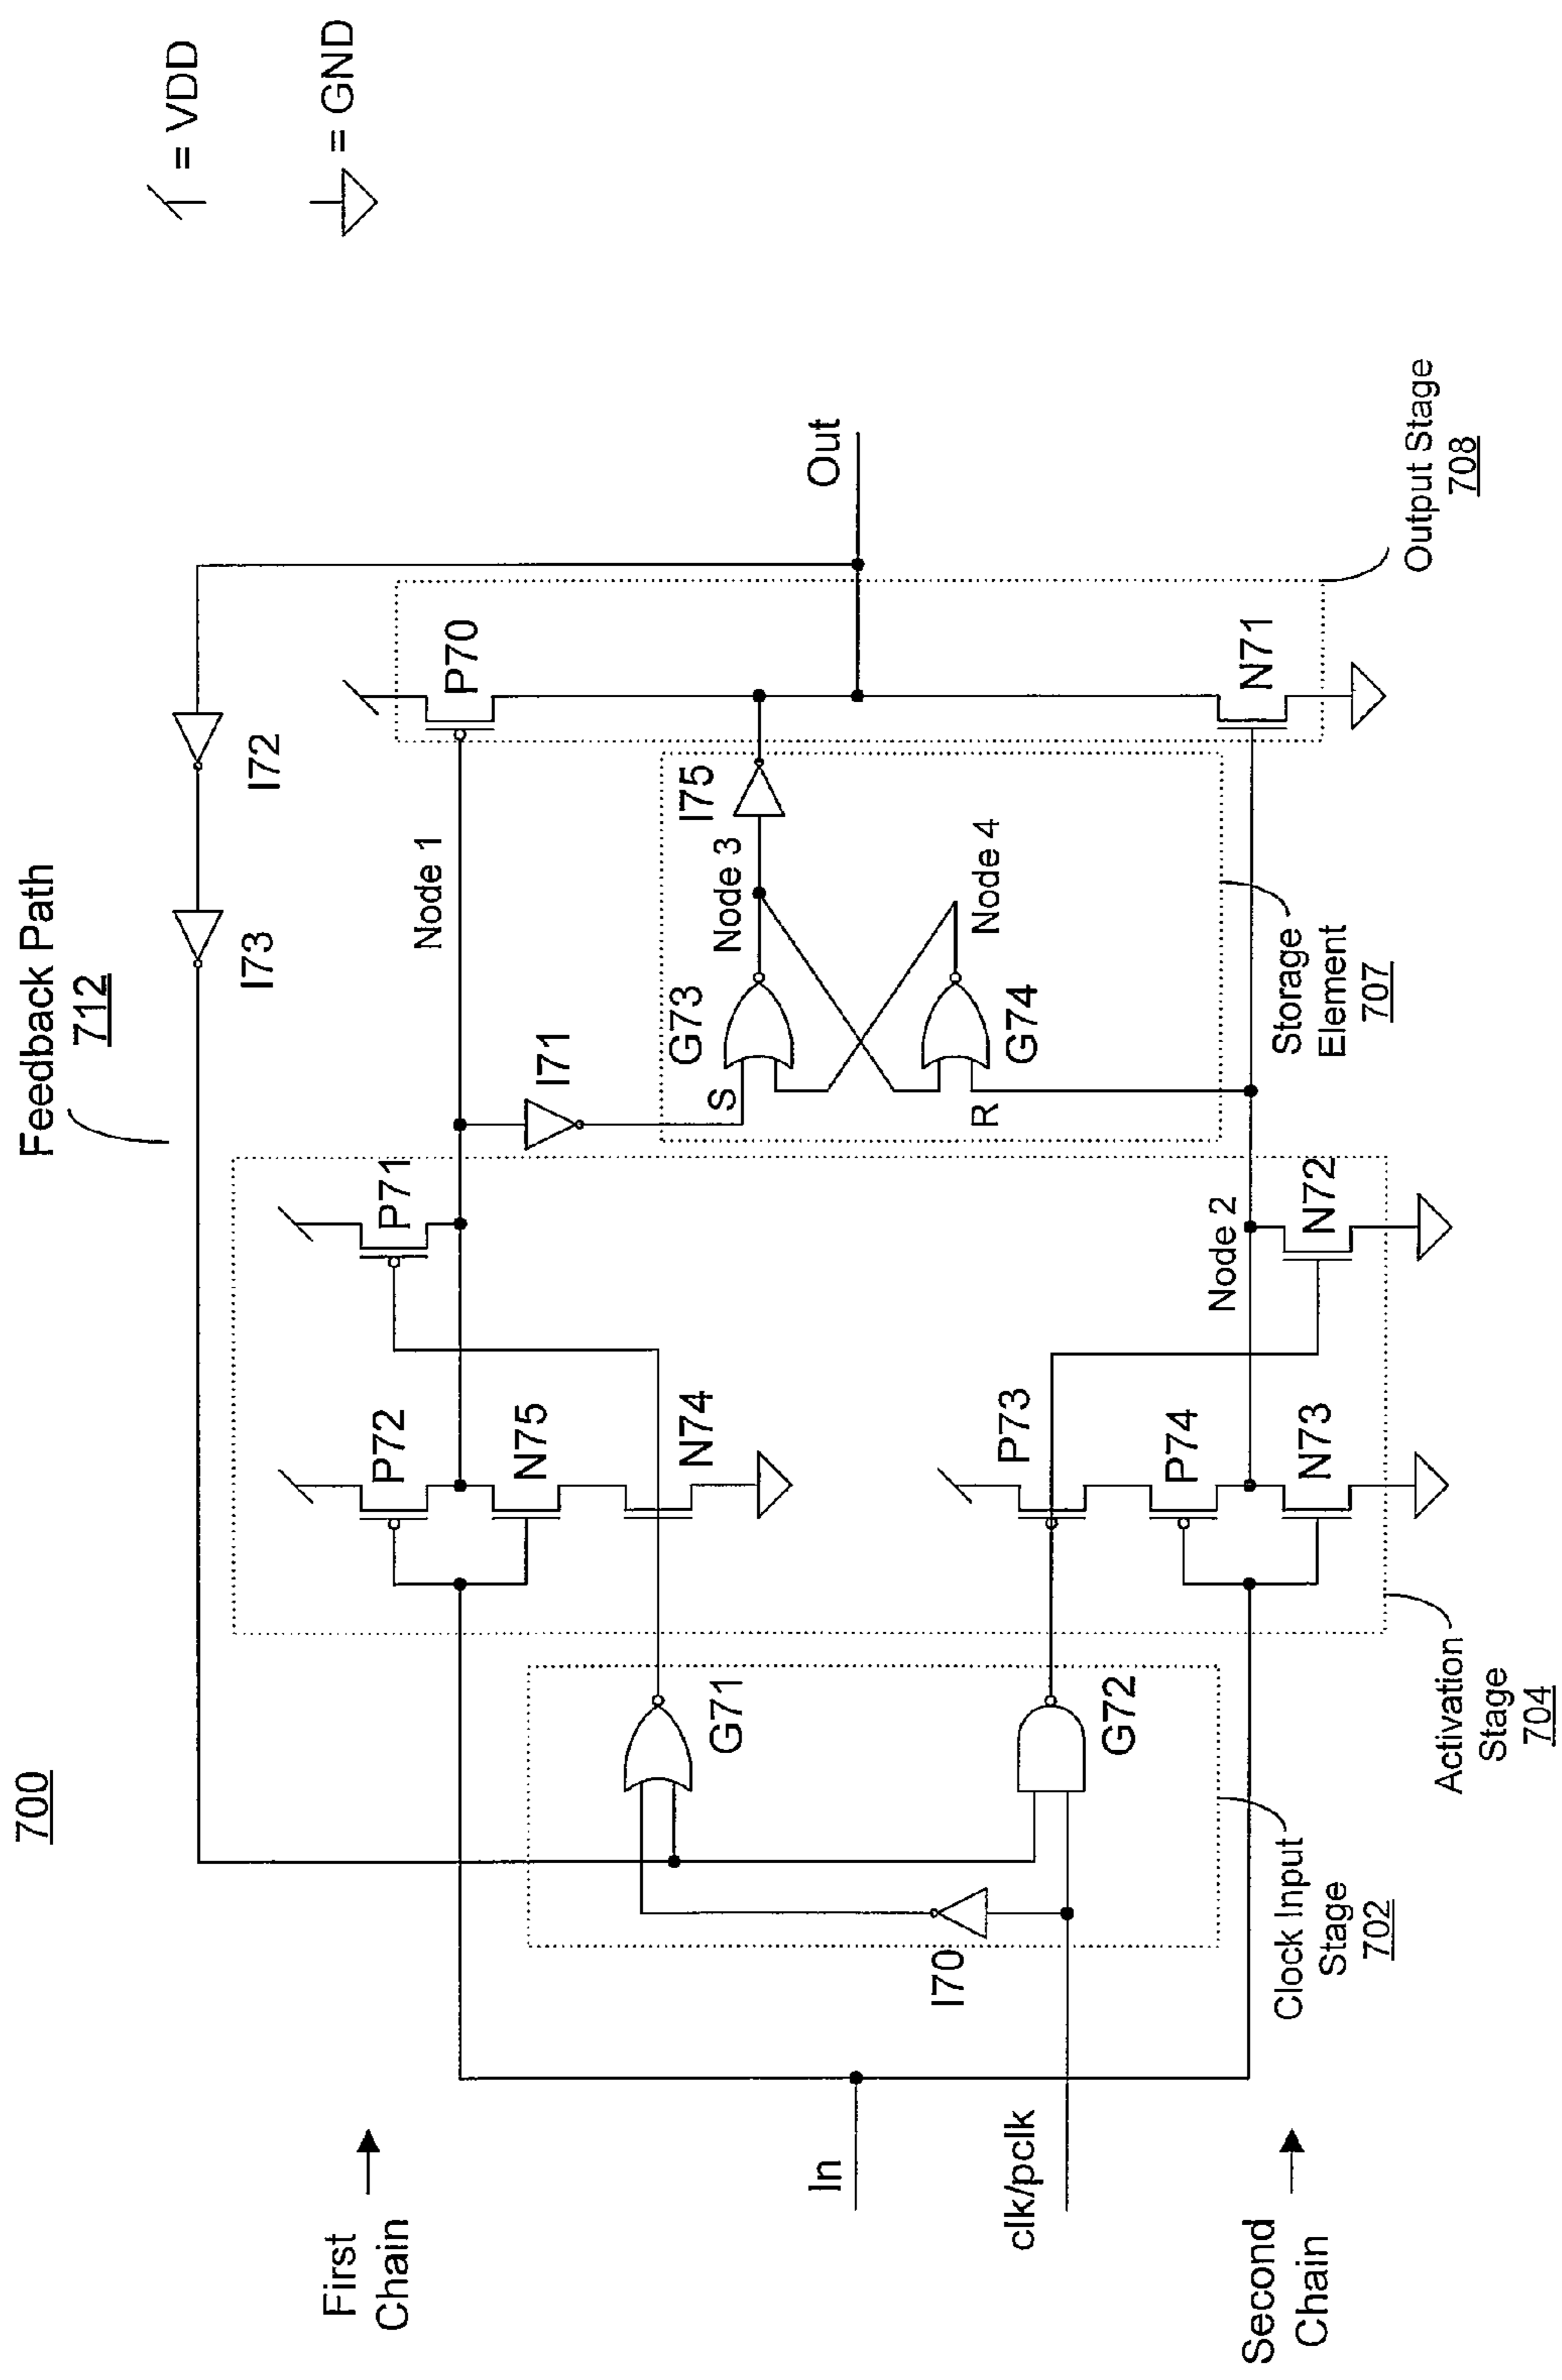 700
Feedback Path
712
= VDD
= GND
First
Chain
In
clk/pclk
Second
Chain
I70
G71
G72
Clock Input
Stage
702
P72
N75
N74
P71
P73
P74
N73
Node 2
N72
Activation
Stage
704
I73
I72
Node 1
I71
S
G73
Node 3
I75
R
G74
Node 4
Storage
Element
707
P70
N71
Out
Output Stage
708